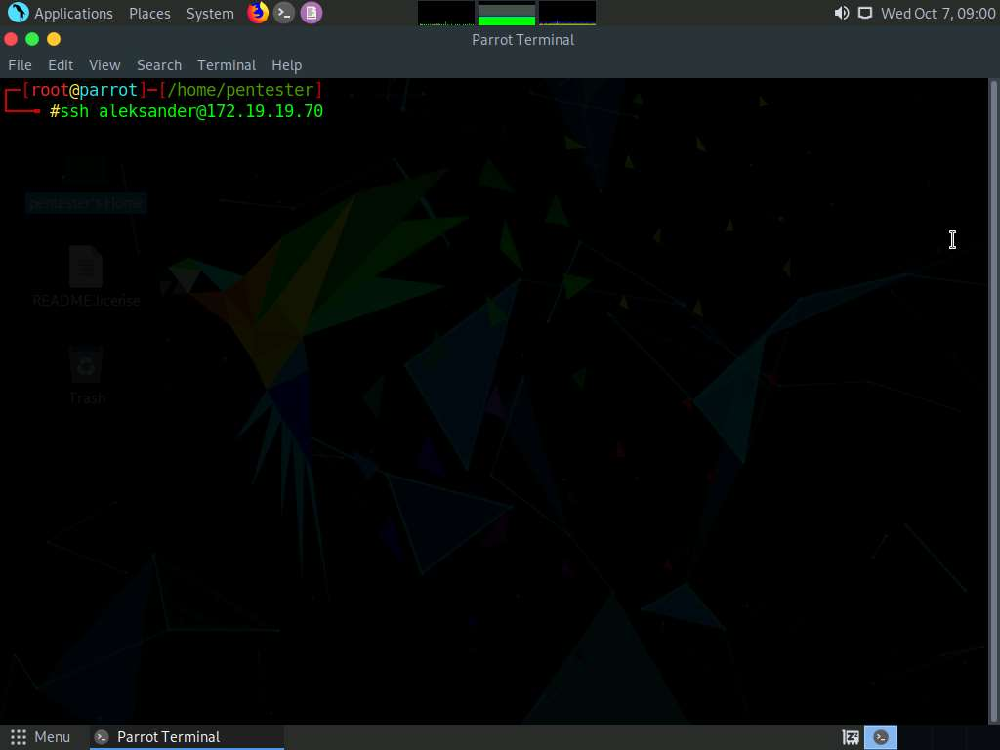 Applications Places System
Wed Oct 7, 09:00
Parrot Terminal
File Edit View Search Terminal Help
┌─[root@parrot]─[/home/pentester]
└──╼ #ssh aleksander@172.19.19.70
pentester's Home
README.license
Trash
Menu
Parrot Terminal